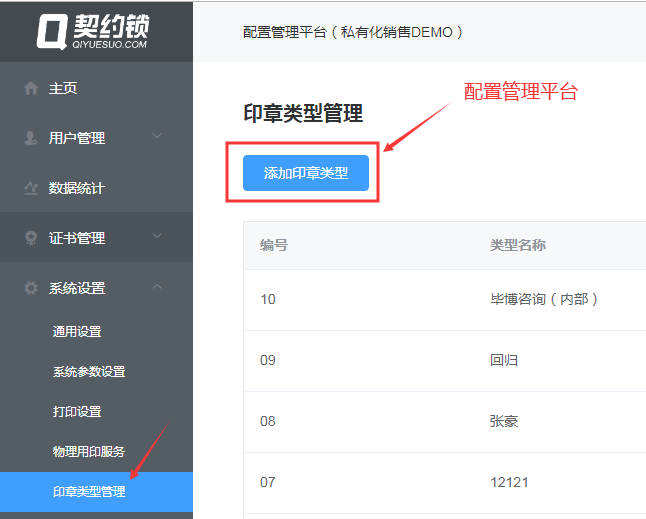 契约锁
QIYUESUO.COM
配置管理平台（私有化销售DEMO）
主页
用户管理
数据统计
证书管理
系统设置
通用设置
系统参数设置
打印设置
物理用印服务
印章类型管理
配置管理平台
印章类型管理
添加印章类型
编号 类型名称
10 毕博咨询（内部）
09 回归
08 张豪
07 12121